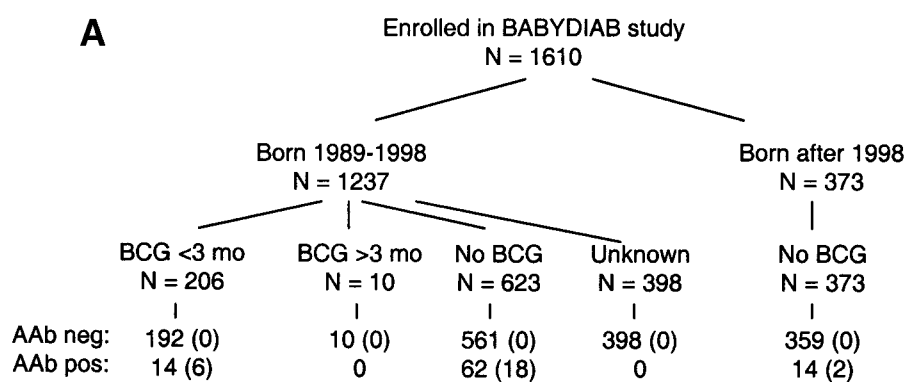 A
Enrolled in BABYDIAB study
N = 1610
Born 1989-1998 Born after 1998
N = 1237 N = 373
BCG <3 mo BCG >3 mo No BCG Unknown No BCG
N = 206 N = 10 N = 623 N = 398 N = 373
AAb neg: 192 (0) 10 (0) 561 (0) 398 (0) 359 (0)
AAb pos: 14 (6) 0 62 (18) 0 14 (2)